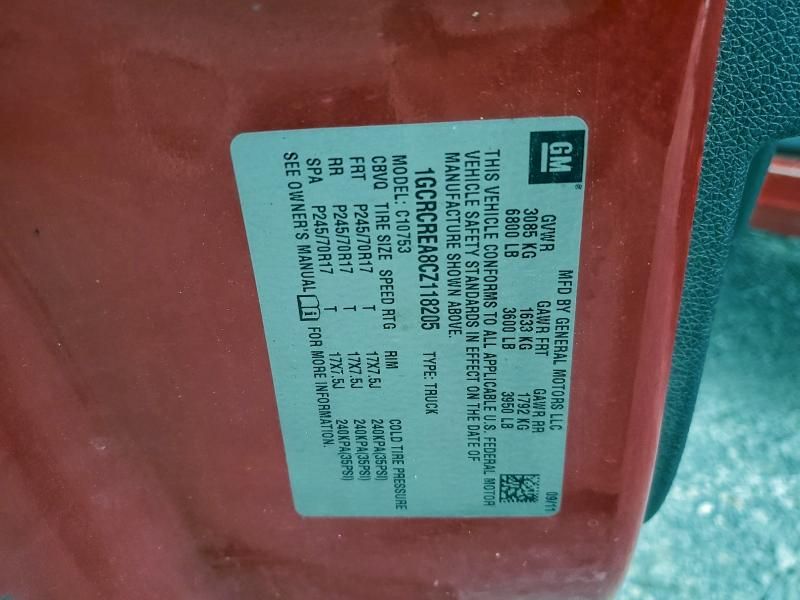 GM
MFD BY GENERAL MOTORS LLC 09/11
GVWR GAWR FRT GAWR RR
3085 KG 1633 KG 1792 KG
6800 LB 3600 LB 3950 LB
THIS VEHICLE CONFORMS TO ALL APPLICABLE U.S. FEDERAL MOTOR
VEHICLE SAFETY STANDARDS IN EFFECT ON THE DATE OF
MANUFACTURE SHOWN ABOVE.
1GCRCREA8CZ118205 TYPE: TRUCK
MODEL: C10753
CBVQ TIRE SIZE SPEED RTG RIM COLD TIRE PRESSURE
FRT P245/70R17 T 17X7.5J 240KPA(35PSI)
RR P245/70R17 T 17X7.5J 240KPA(35PSI)
SPA P245/70R17 T 17X7.5J 240KPA(35PSI)
SEE OWNER'S MANUAL i FOR MORE INFORMATION.